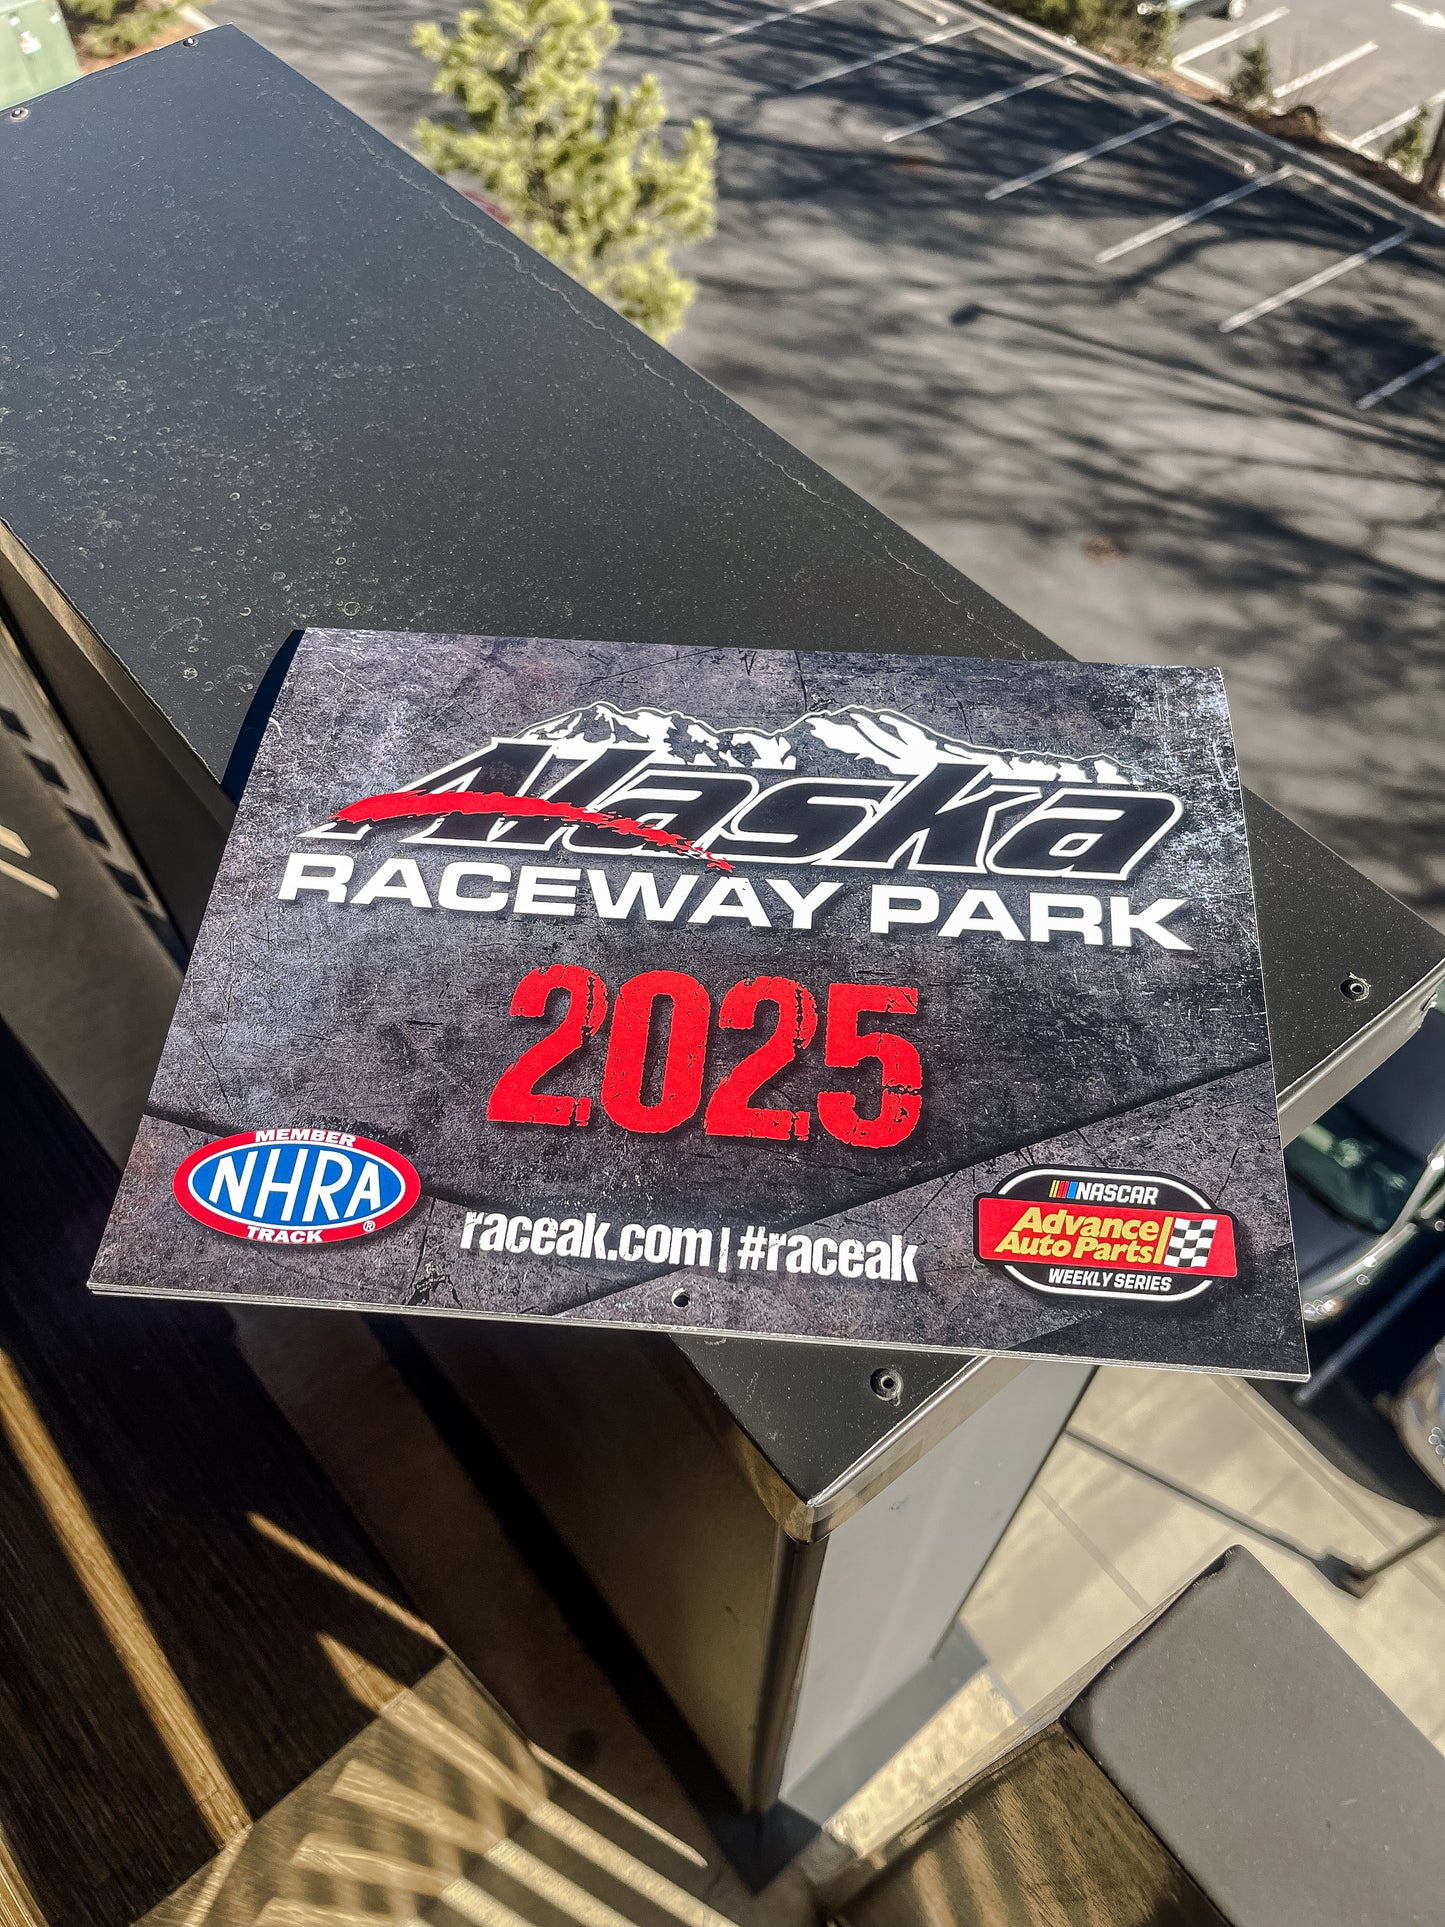 Alaska
RACEWAY PARK
2025
MEMBER
NHRA
®
TRACK
raceak.com | #raceak
NASCAR
Advance
Auto Parts
WEEKLY SERIES